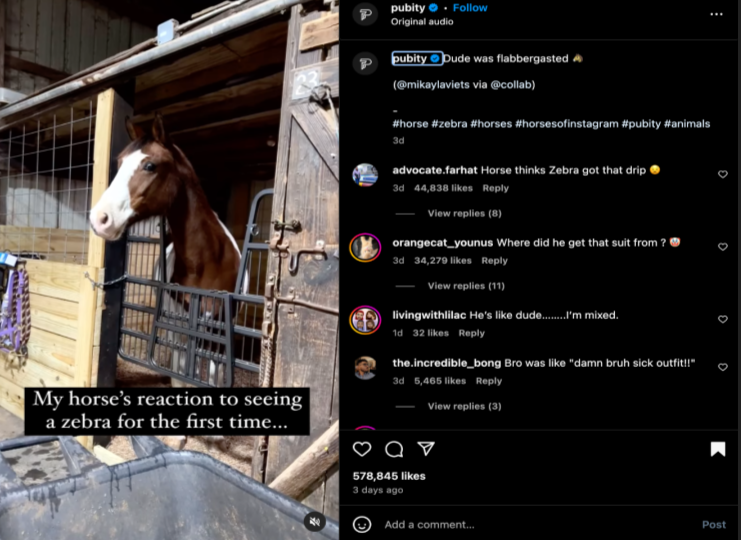 pubity • Follow
Original audio
pubity Dude was flabbergasted 🦓
(@mikaylaviets via @collab)
-
#horse #zebra #horses #horsesofinstagram #pubity #animals
3d
advocate.farhat Horse thinks Zebra got that drip 😌
3d 44,838 likes Reply
View replies (8)
orangecat_younus Where did he get that suit from ? 🤡
3d 34,279 likes Reply
View replies (11)
livingwithlilac He's like dude........I'm mixed.
1d 32 likes Reply
the.incredible_bong Bro was like "damn bruh sick outfit!!"
3d 5,465 likes Reply
View replies (3)
578,845 likes
3 days ago
Add a comment...
Post
23
My horse's reaction to seeing
a zebra for the first time...